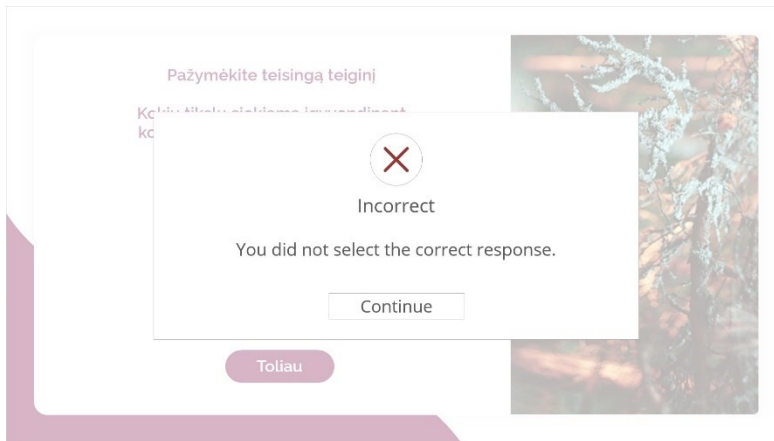 Pažymėkite teisingą teiginį
Incorrect
You did not select the correct response.
Continue
Toliau